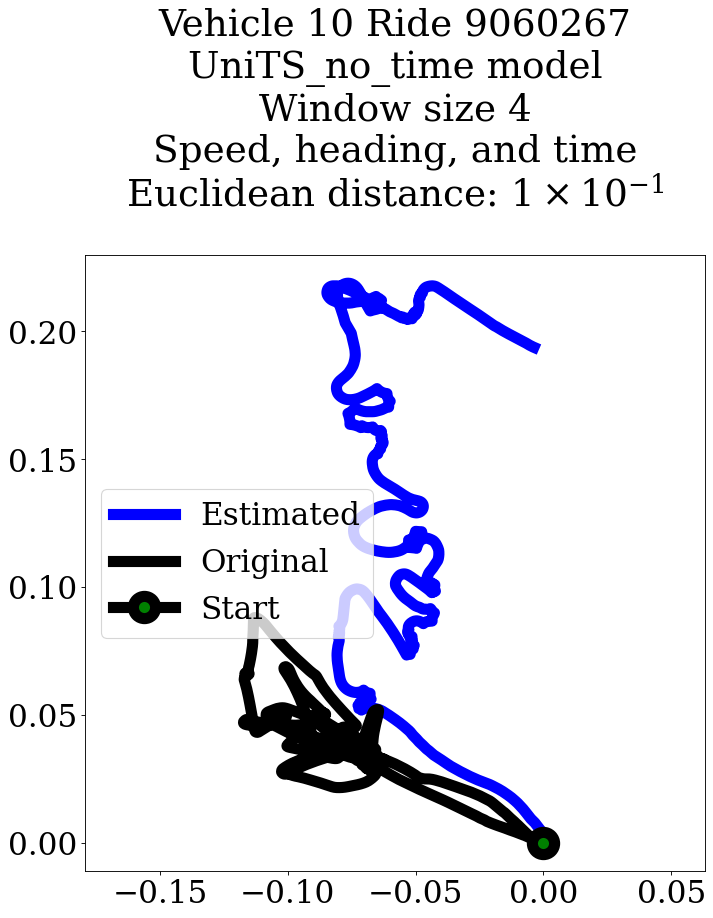 Vehicle 10 Ride 9060267
UniTS_no_time model
Window size 4
Speed, heading, and time
Euclidean distance: 1 × 10⁻¹
0.20
0.15
Estimated
Original
Start
0.10
0.05
0.00
−0.15 −0.10 −0.05 0.00 0.05